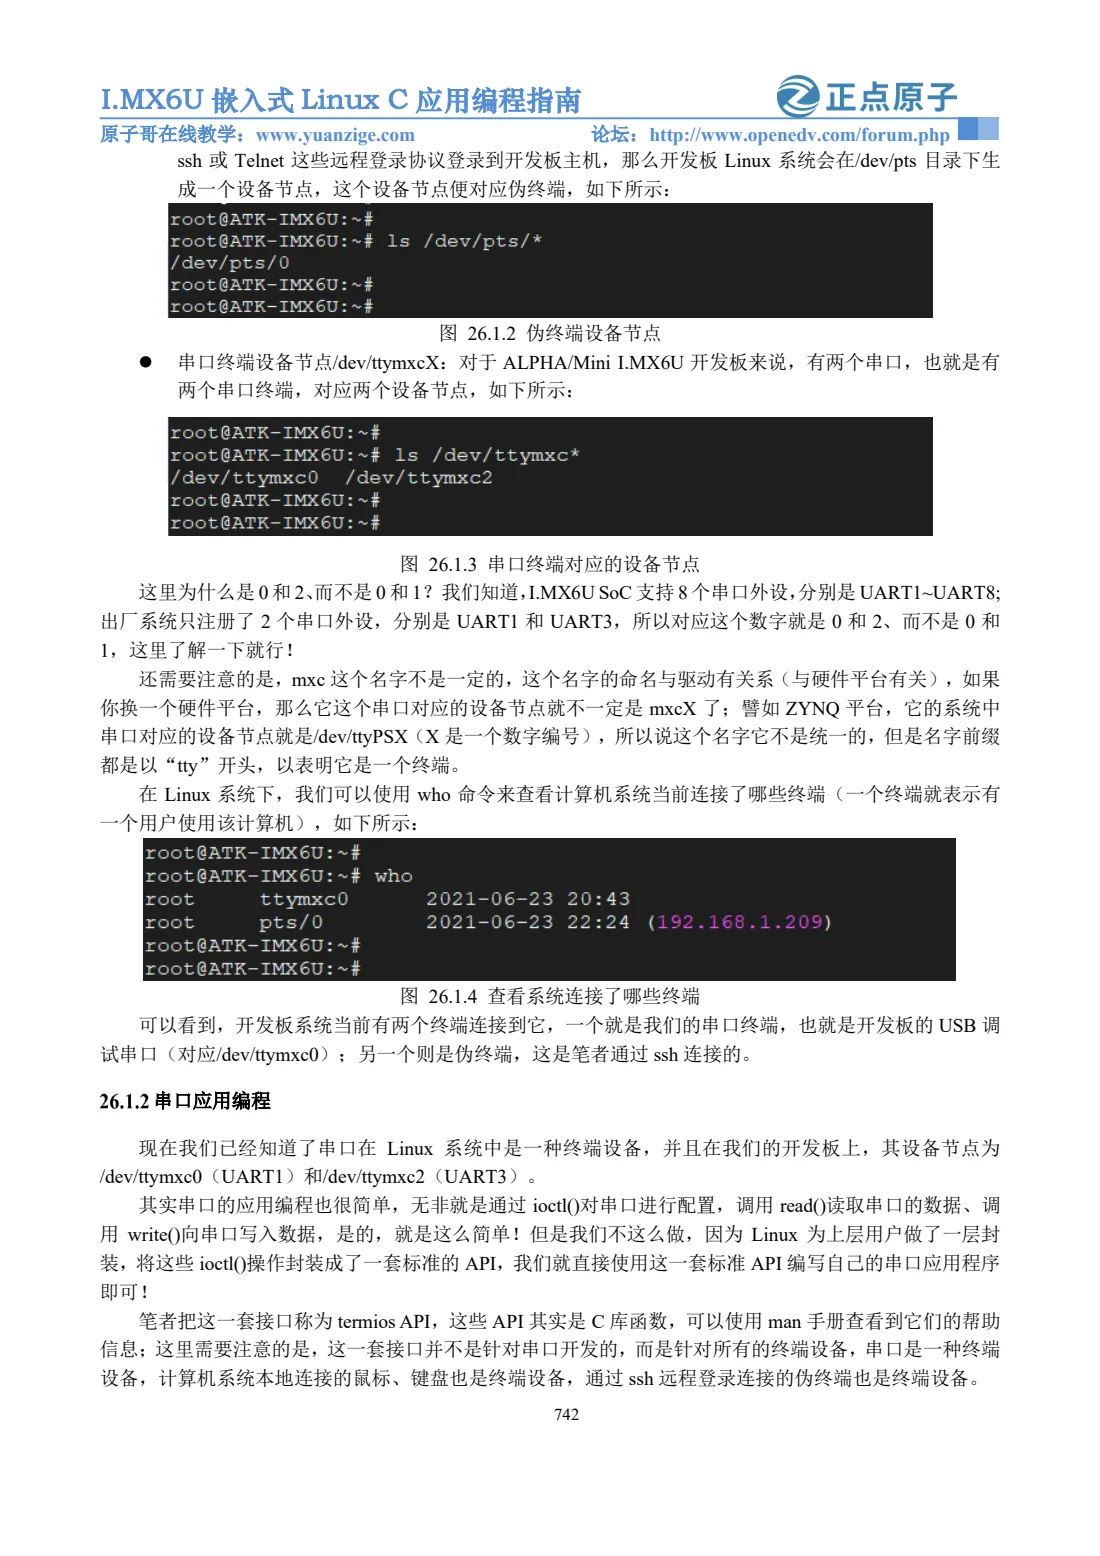 I.MX6U 嵌入式 Linux C 应用编程指南
正点原子
原子哥在线教学：www.yuanzige.com 论坛：http://www.openedv.com/forum.php
ssh 或 Telnet 这些远程登录协议登录到开发板主机，那么开发板 Linux 系统会在/dev/pts 目录下生
成一个设备节点，这个设备节点便对应伪终端，如下所示：
root@ATK-IMX6U:~#
root@ATK-IMX6U:~# ls /dev/pts/*
/dev/pts/0
root@ATK-IMX6U:~#
root@ATK-IMX6U:~#
图 26.1.2 伪终端设备节点
● 串口终端设备节点/dev/ttymxcX：对于 ALPHA/Mini I.MX6U 开发板来说，有两个串口，也就是有
两个串口终端，对应两个设备节点，如下所示：
root@ATK-IMX6U:~#
root@ATK-IMX6U:~# ls /dev/ttymxc*
/dev/ttymxc0 /dev/ttymxc2
root@ATK-IMX6U:~#
root@ATK-IMX6U:~#
图 26.1.3 串口终端对应的设备节点
这里为什么是 0 和 2、而不是 0 和 1？我们知道，I.MX6U SoC 支持 8 个串口外设，分别是 UART1~UART8;
出厂系统只注册了 2 个串口外设，分别是 UART1 和 UART3，所以对应这个数字就是 0 和 2、而不是 0 和
1，这里了解一下就行！
还需要注意的是，mxc 这个名字不是一定的，这个名字的命名与驱动有关系（与硬件平台有关），如果
你换一个硬件平台，那么它这个串口对应的设备节点就不一定是 mxcX 了；譬如 ZYNQ 平台，它的系统中
串口对应的设备节点就是/dev/ttyPSX（X 是一个数字编号），所以说这个名字它不是统一的，但是名字前缀
都是以“tty”开头，以表明它是一个终端。
在 Linux 系统下，我们可以使用 who 命令来查看计算机系统当前连接了哪些终端（一个终端就表示有
一个用户使用该计算机），如下所示：
root@ATK-IMX6U:~#
root@ATK-IMX6U:~# who
root ttymxc0 2021-06-23 20:43
root pts/0 2021-06-23 22:24 (192.168.1.209)
root@ATK-IMX6U:~#
root@ATK-IMX6U:~#
图 26.1.4 查看系统连接了哪些终端
可以看到，开发板系统当前有两个终端连接到它，一个就是我们的串口终端，也就是开发板的 USB 调
试串口（对应/dev/ttymxc0）；另一个则是伪终端，这是笔者通过 ssh 连接的。
26.1.2 串口应用编程
现在我们已经知道了串口在 Linux 系统中是一种终端设备，并且在我们的开发板上，其设备节点为
/dev/ttymxc0（UART1）和/dev/ttymxc2（UART3）。
其实串口的应用编程也很简单，无非就是通过 ioctl()对串口进行配置，调用 read()读取串口的数据、调
用 write()向串口写入数据，是的，就是这么简单！但是我们不这么做，因为 Linux 为上层用户做了一层封
装，将这些 ioctl()操作封装成了一套标准的 API，我们就直接使用这一套标准 API 编写自己的串口应用程序
即可！
笔者把这一套接口称为 termios API，这些 API 其实是 C 库函数，可以使用 man 手册查看到它们的帮助
信息；这里需要注意的是，这一套接口并不是针对串口开发的，而是针对所有的终端设备，串口是一种终端
设备，计算机系统本地连接的鼠标、键盘也是终端设备，通过 ssh 远程登录连接的伪终端也是终端设备。
742